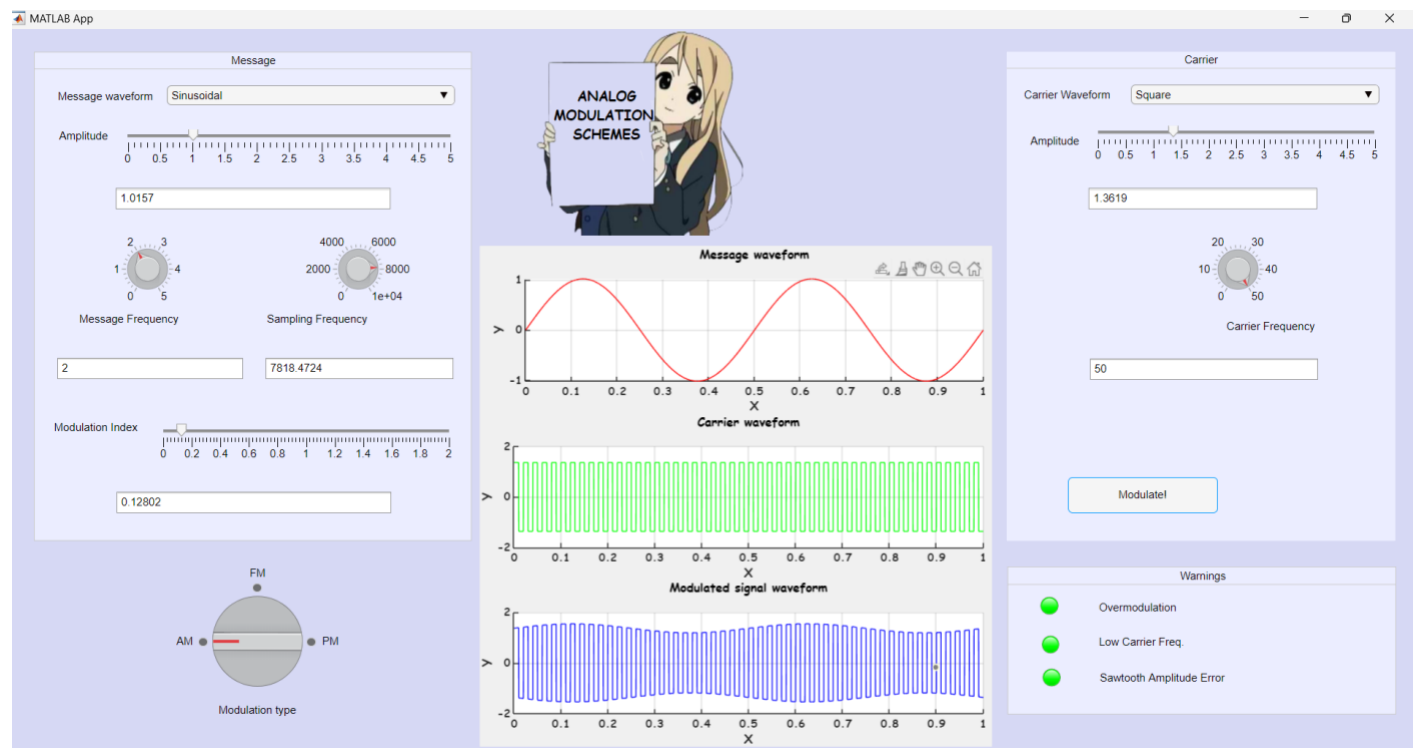 MATLAB App
Message
Message waveform Sinusoidal
Amplitude
0 0.5 1 1.5 2 2.5 3 3.5 4 4.5 5
1.0157
2 3
1 4
0 5
Message Frequency
4000 6000
2000 8000
0 1e+04
Sampling Frequency
2
7818.4724
Modulation Index
0 0.2 0.4 0.6 0.8 1 1.2 1.4 1.6 1.8 2
0.12802
FM
AM PM
Modulation type
ANALOG
MODULATION
SCHEMES
Message waveform
1
0
-1
y
0 0.1 0.2 0.3 0.4 0.5 0.6 0.7 0.8 0.9 1
X
Carrier waveform
2
0
-2
y
0 0.1 0.2 0.3 0.4 0.5 0.6 0.7 0.8 0.9 1
X
Modulated signal waveform
2
0
-2
y
0 0.1 0.2 0.3 0.4 0.5 0.6 0.7 0.8 0.9 1
X
Carrier
Carrier Waveform Square
Amplitude
0 0.5 1 1.5 2 2.5 3 3.5 4 4.5 5
1.3619
20 30
10 40
0 50
Carrier Frequency
50
Modulate!
Warnings
Overmodulation
Low Carrier Freq.
Sawtooth Amplitude Error